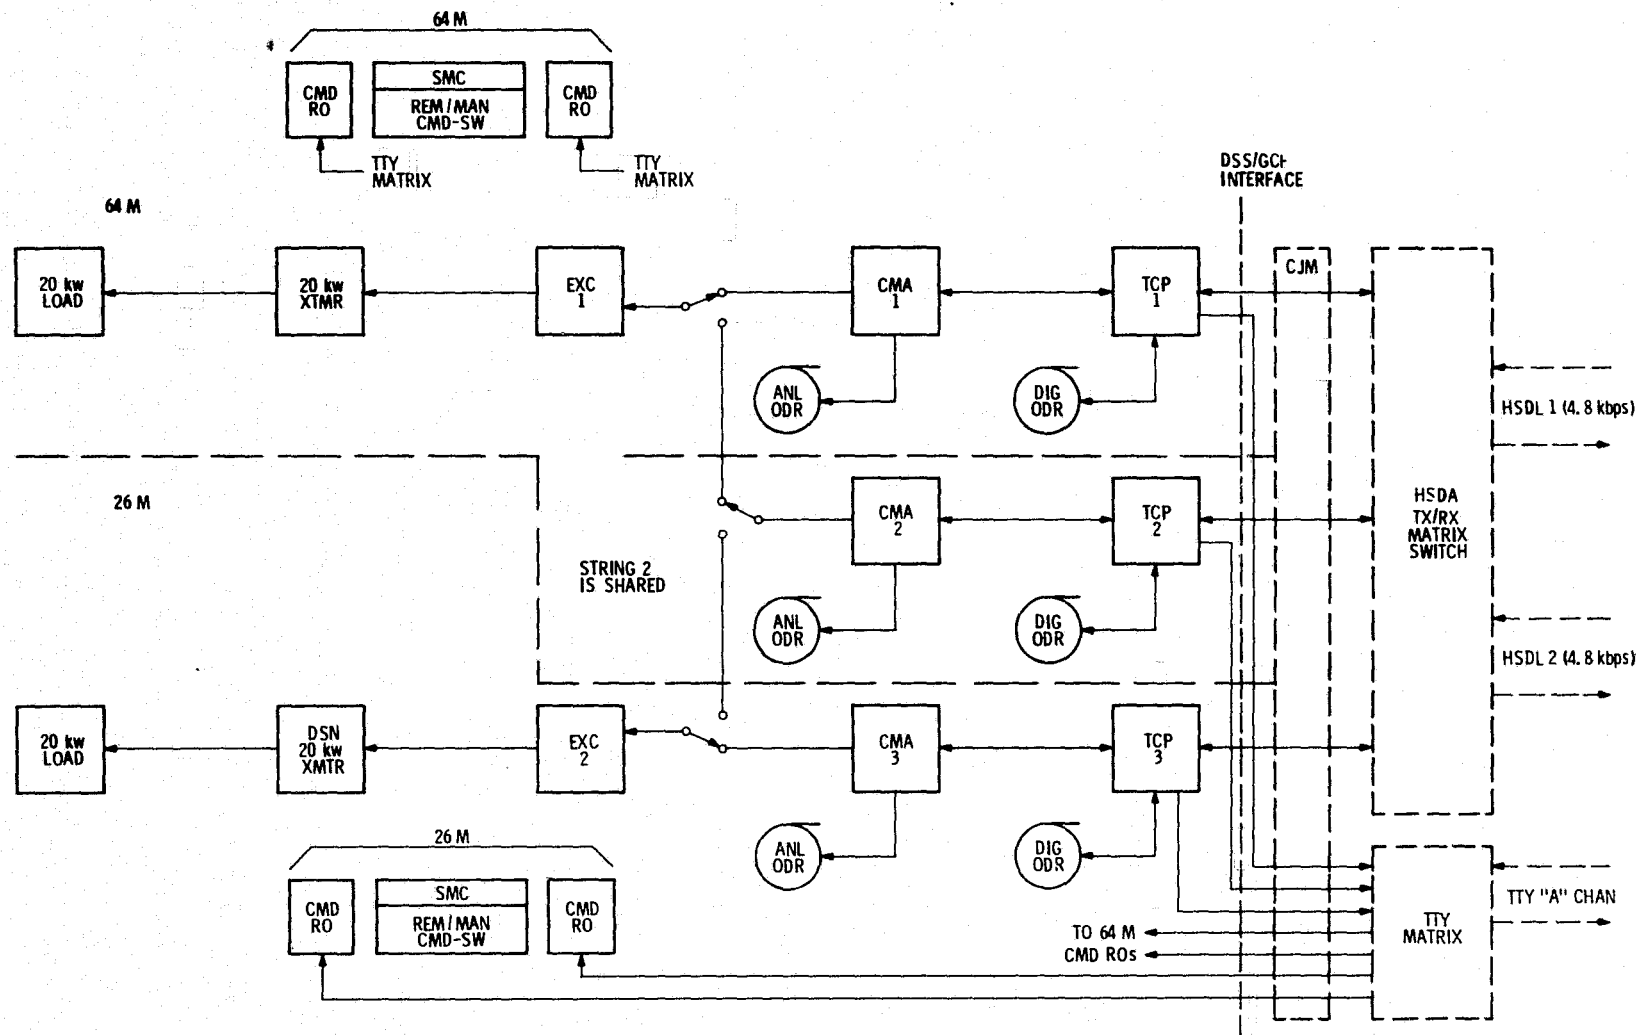 64 M
CMD
RO
SMC
REM/MAN
CMD-SW
CMD
RO
TTY
MATRIX
TTY
MATRIX
DSS/GCF
INTERFACE
64 M
20 kw
LOAD
20 kw
XTMR
EXC
1
CMA
1
TCP
1
CJM
ANL
ODR
DIG
ODR
HSDL 1 (4.8 kbps)
26 M
STRING 2
IS SHARED
CMA
2
TCP
2
HSDA
TX/RX
MATRIX
SWITCH
ANL
ODR
DIG
ODR
HSDL 2 (4.8 kbps)
20 kw
LOAD
DSN
20 kw
XMTR
EXC
2
CMA
3
TCP
3
ANL
ODR
DIG
ODR
26 M
CMD
RO
SMC
REM/MAN
CMD-SW
CMD
RO
TO 64 M
CMD ROs
TTY
MATRIX
TTY "A" CHAN